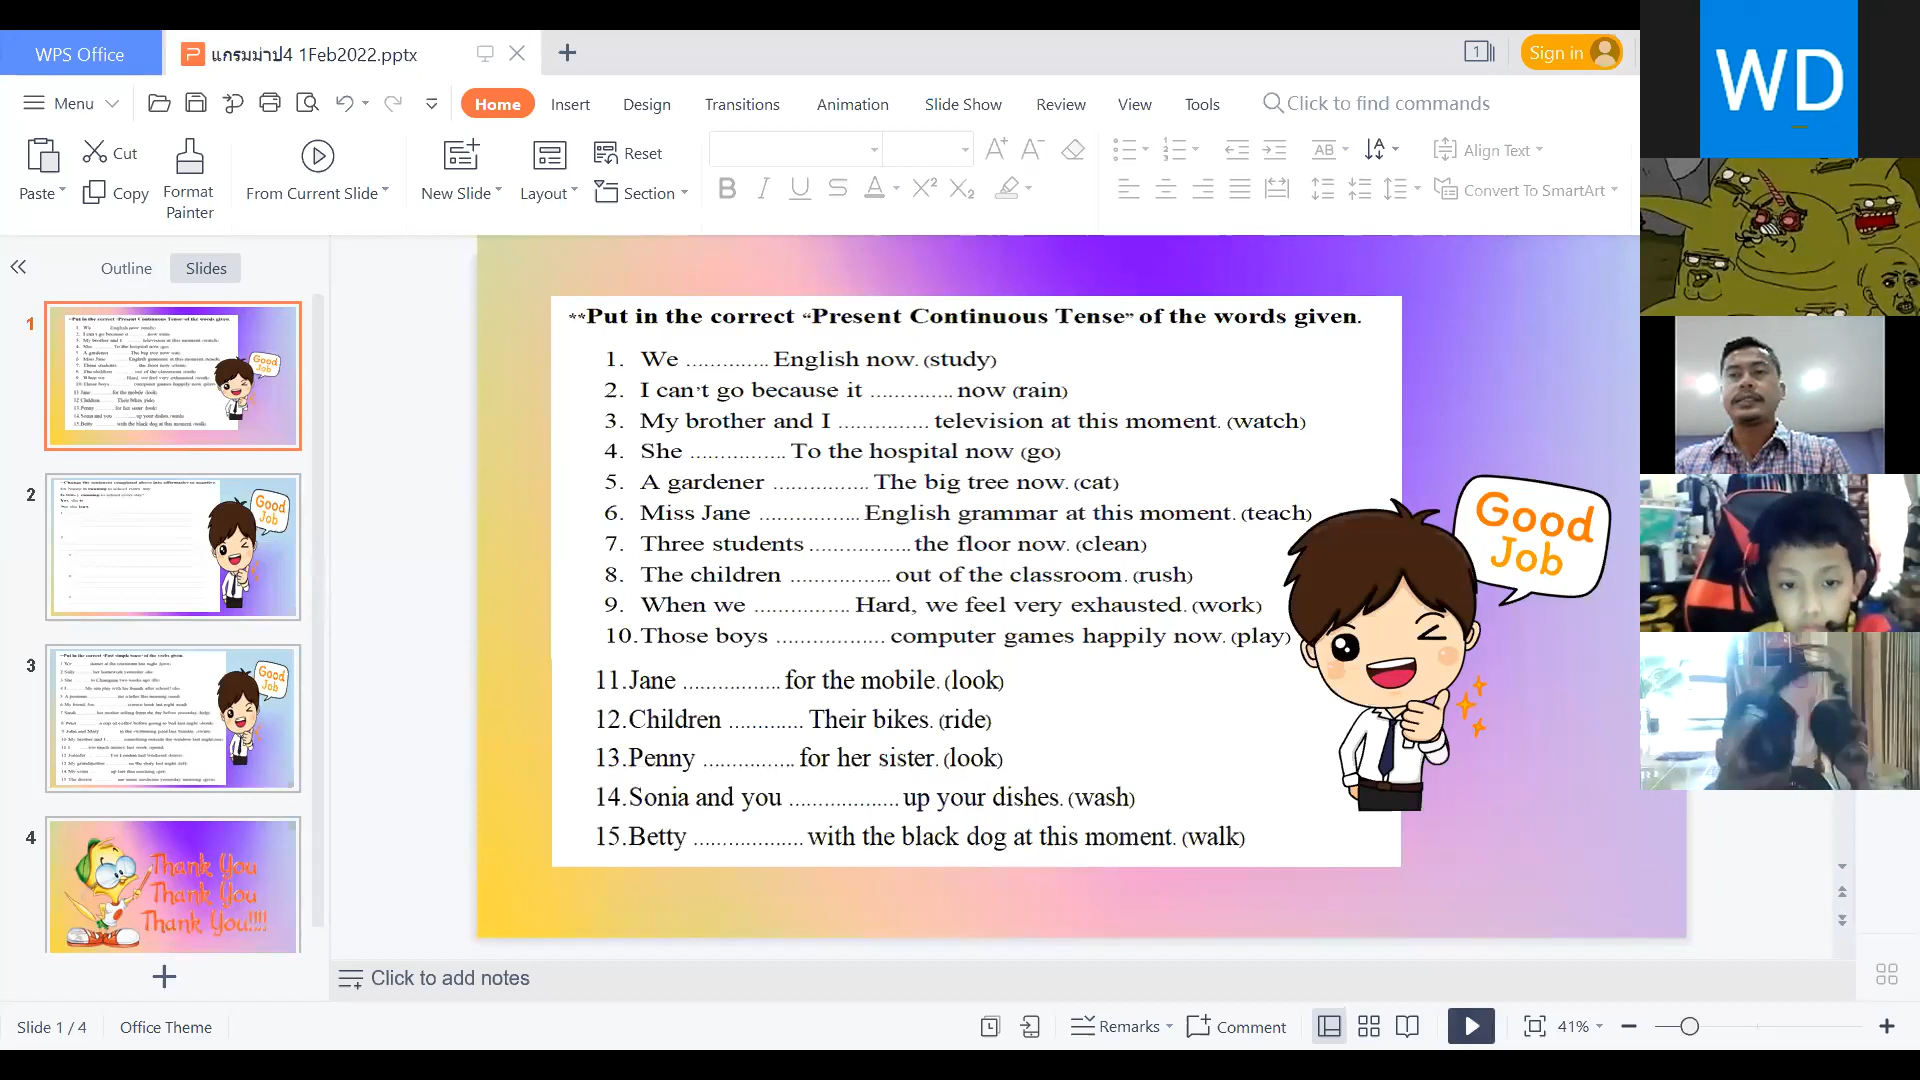 WPS Office
แกรมม่าป4 1Feb2022.pptx
1
Sign in
WD
Menu
Home
Insert
Design
Transitions
Animation
Slide Show
Review
View
Tools
Click to find commands
Paste
Cut
Copy
Format
Painter
From Current Slide
New Slide
Layout
Reset
Section
Align Text
Convert To SmartArt
Outline
Slides
1
2
3
4
Thank You
Thank You
Thank You!!!!
**Put in the correct “Present Continuous Tense” of the words given.
1. We .............. English now. (study)
2. I can't go because it .............. now (rain)
3. My brother and I .............. television at this moment. (watch)
4. She ................ To the hospital now (go)
5. A gardener ................ The big tree now. (cat)
6. Miss Jane ................. English grammar at this moment. (teach)
7. Three students ................. the floor now. (clean)
8. The children ................. out of the classroom. (rush)
9. When we ................ Hard, we feel very exhausted. (work)
10. Those boys .................. computer games happily now. (play)
11.Jane ................ for the mobile. (look)
12.Children ............ Their bikes. (ride)
13.Penny ............... for her sister. (look)
14.Sonia and you ................... up your dishes. (wash)
15.Betty ................... with the black dog at this moment. (walk)
Good
Job
Click to add notes
Slide 1 / 4
Office Theme
Remarks
Comment
41%